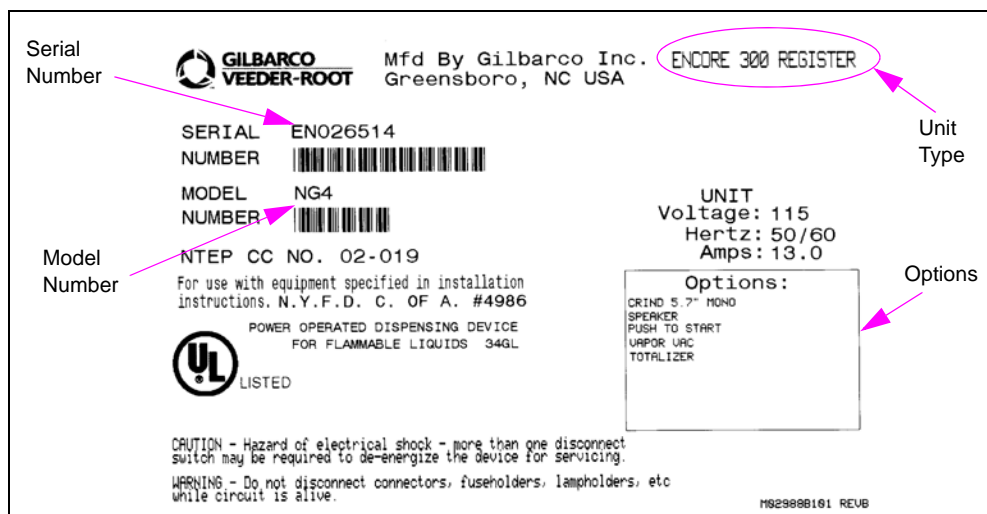 Serial
Number
GILBARCO
VEEDER-ROOT
Mfd By Gilbarco Inc.
Greensboro, NC USA
ENCORE 300 REGISTER
Unit
Type
SERIAL EN026514
NUMBER
MODEL NG4
NUMBER
Model
Number
NTEP CC NO. 02-019
For use with equipment specified in installation
instructions. N.Y.F.D. C. OF A. #4986
POWER OPERATED DISPENSING DEVICE
FOR FLAMMABLE LIQUIDS 34GL
UL
LISTED
UNIT
Voltage: 115
Hertz: 50/60
Amps: 13.0
Options:
CRIND 5.7" MONO
SPEAKER
PUSH TO START
VAPOR VAC
TOTALIZER
Options
CAUTION - Hazard of electrical shock - more than one disconnect
switch may be required to de-energize the device for servicing.
WARNING - Do not disconnect connectors, fuseholders, lampholders, etc
while circuit is alive.
M02988B101 REVB